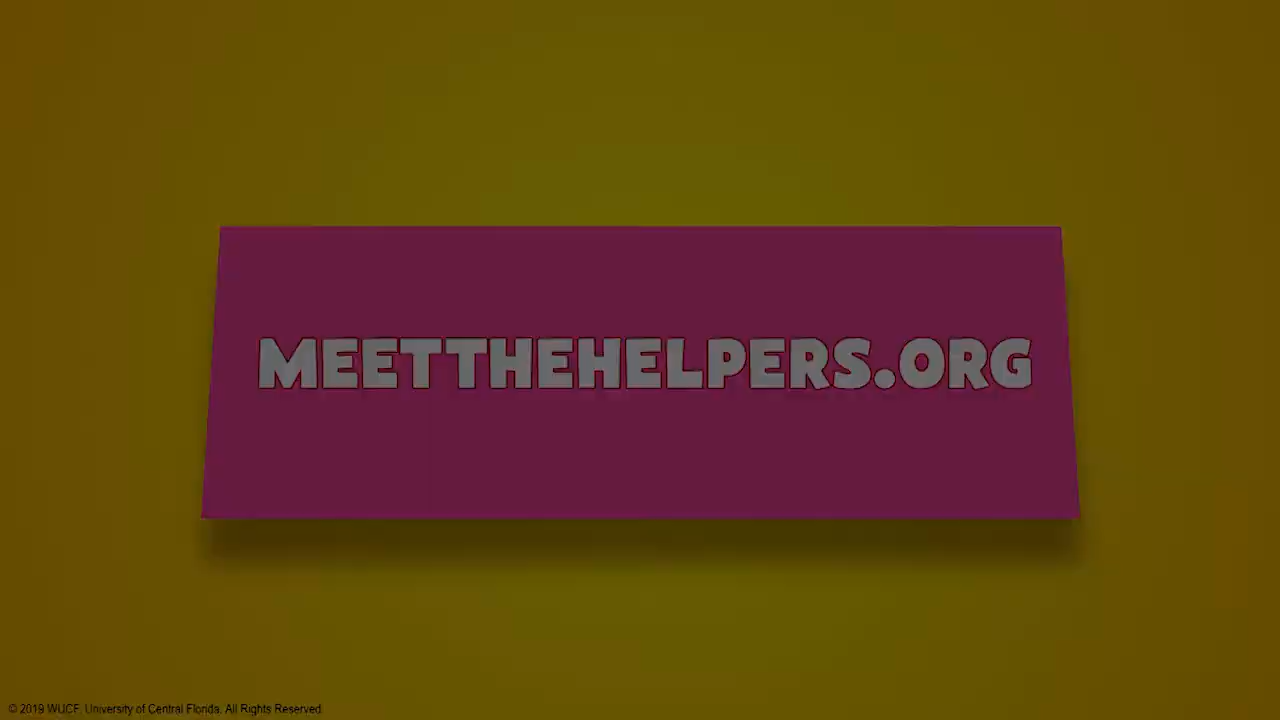 MEETTHEHELPERS.ORG
© 2019 WUCF, University of Central Florida, All Rights Reserved.